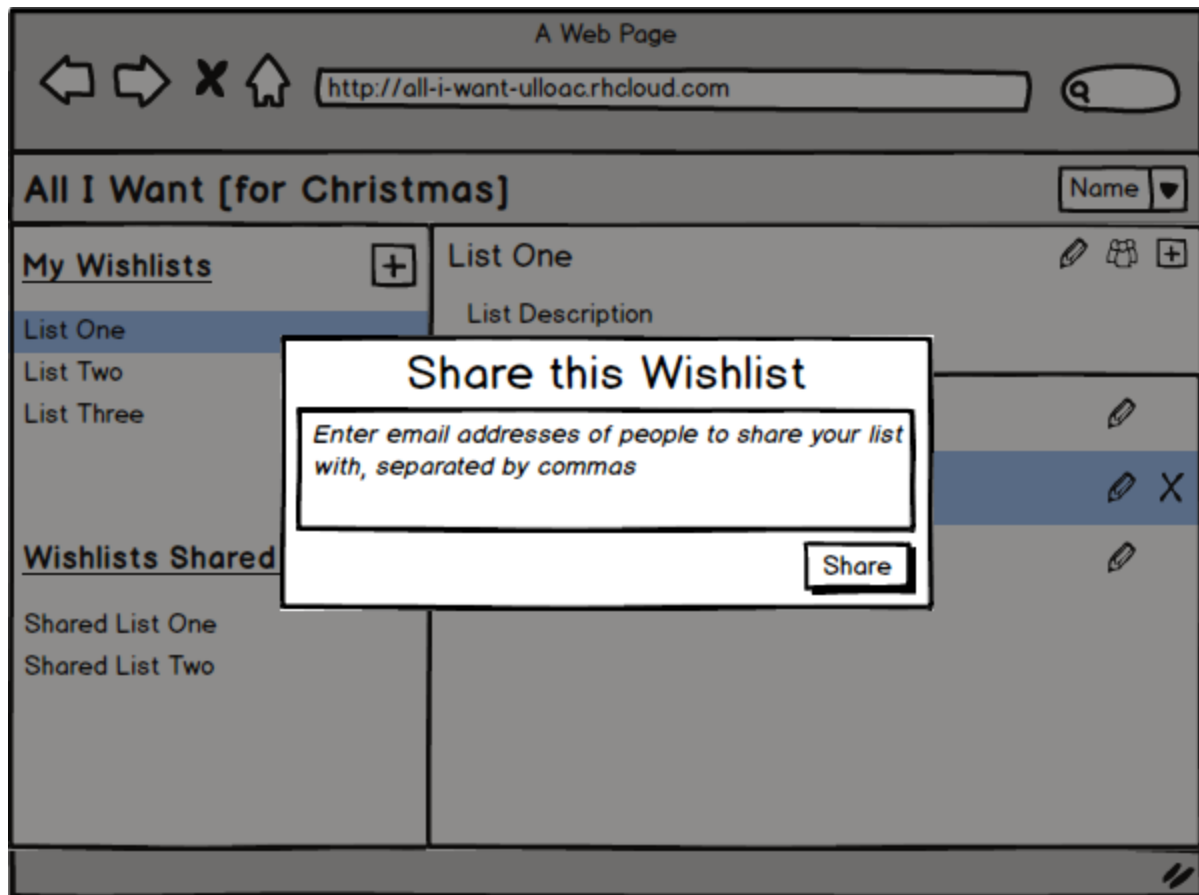 A Web Page
http://all-i-want-ulloac.rhcloud.com
All I Want [for Christmas]
Name
My Wishlists
List One
List Two
List Three
Wishlists Shared
Shared List One
Shared List Two
List One
List Description
Share this Wishlist
Enter email addresses of people to share your list
with, separated by commas
Share